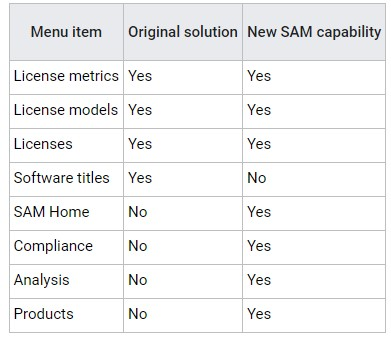 Menu item Original solution New SAM capability
License metrics Yes Yes
License models Yes Yes
Licenses Yes Yes
Software titles Yes No
SAM Home No Yes
Compliance No Yes
Analysis No Yes
Products No Yes